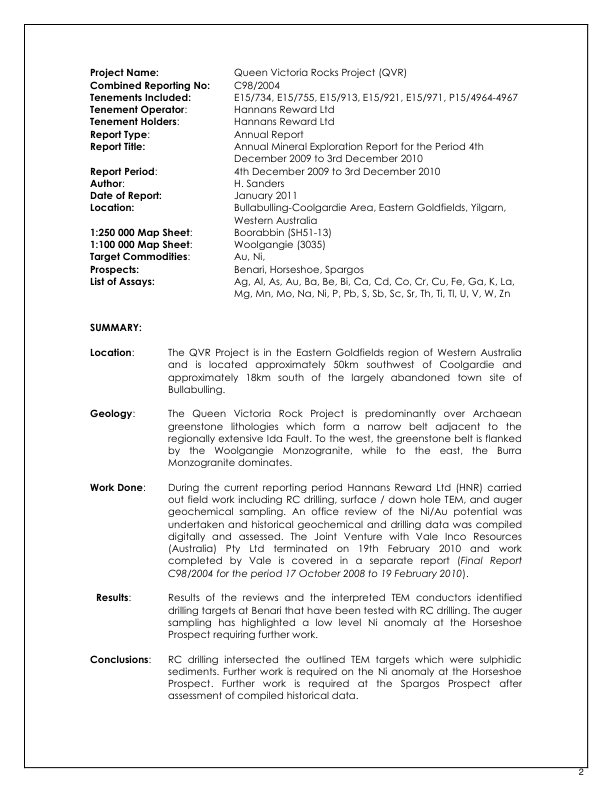 Project Name: Queen Victoria Rocks Project (QVR)
Combined Reporting No: C98/2004
Tenements Included: E15/734, E15/755, E15/913, E15/921, E15/971, P15/4964-4967
Tenement Operator: Hannans Reward Ltd
Tenement Holders: Hannans Reward Ltd
Report Type: Annual Report
Report Title: Annual Mineral Exploration Report for the Period 4th
December 2009 to 3rd December 2010
Report Period: 4th December 2009 to 3rd December 2010
Author: H. Sanders
Date of Report: January 2011
Location: Bullabulling-Coolgardie Area, Eastern Goldfields, Yilgarn,
Western Australia
1:250 000 Map Sheet: Boorabbin (SH51-13)
1:100 000 Map Sheet: Woolgangie (3035)
Target Commodities: Au, Ni,
Prospects: Benari, Horseshoe, Spargos
List of Assays: Ag, Al, As, Au, Ba, Be, Bi, Ca, Cd, Co, Cr, Cu, Fe, Ga, K, La,
Mg, Mn, Mo, Na, Ni, P, Pb, S, Sb, Sc, Sr, Th, Ti, Tl, U, V, W, Zn
SUMMARY:
Location: The QVR Project is in the Eastern Goldfields region of Western Australia
and is located approximately 50km southwest of Coolgardie and
approximately 18km south of the largely abandoned town site of
Bullabulling.
Geology: The Queen Victoria Rock Project is predominantly over Archaean
greenstone lithologies which form a narrow belt adjacent to the
regionally extensive Ida Fault. To the west, the greenstone belt is flanked
by the Woolgangie Monzogranite, while to the east, the Burra
Monzogranite dominates.
Work Done: During the current reporting period Hannans Reward Ltd (HNR) carried
out field work including RC drilling, surface / down hole TEM, and auger
geochemical sampling. An office review of the Ni/Au potential was
undertaken and historical geochemical and drilling data was compiled
digitally and assessed. The Joint Venture with Vale Inco Resources
(Australia) Pty Ltd terminated on 19th February 2010 and work
completed by Vale is covered in a separate report (Final Report
C98/2004 for the period 17 October 2008 to 19 February 2010).
Results: Results of the reviews and the interpreted TEM conductors identified
drilling targets at Benari that have been tested with RC drilling. The auger
sampling has highlighted a low level Ni anomaly at the Horseshoe
Prospect requiring further work.
Conclusions: RC drilling intersected the outlined TEM targets which were sulphidic
sediments. Further work is required on the Ni anomaly at the Horseshoe
Prospect. Further work is required at the Spargos Prospect after
assessment of compiled historical data.
2